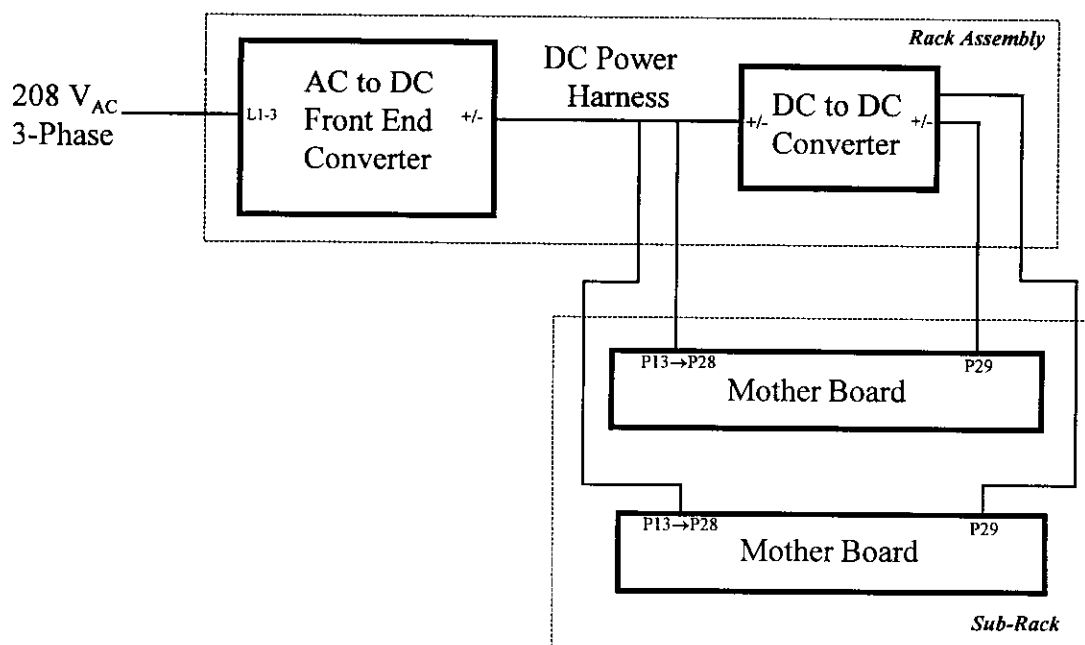 Rack Assembly
208 VAC
3-Phase
L1-3
AC to DC
Front End
Converter
+/-
DC Power
Harness
+/-
DC to DC
Converter
+/-
P13→P28
P29
Mother Board
P13→P28
P29
Mother Board
Sub-Rack